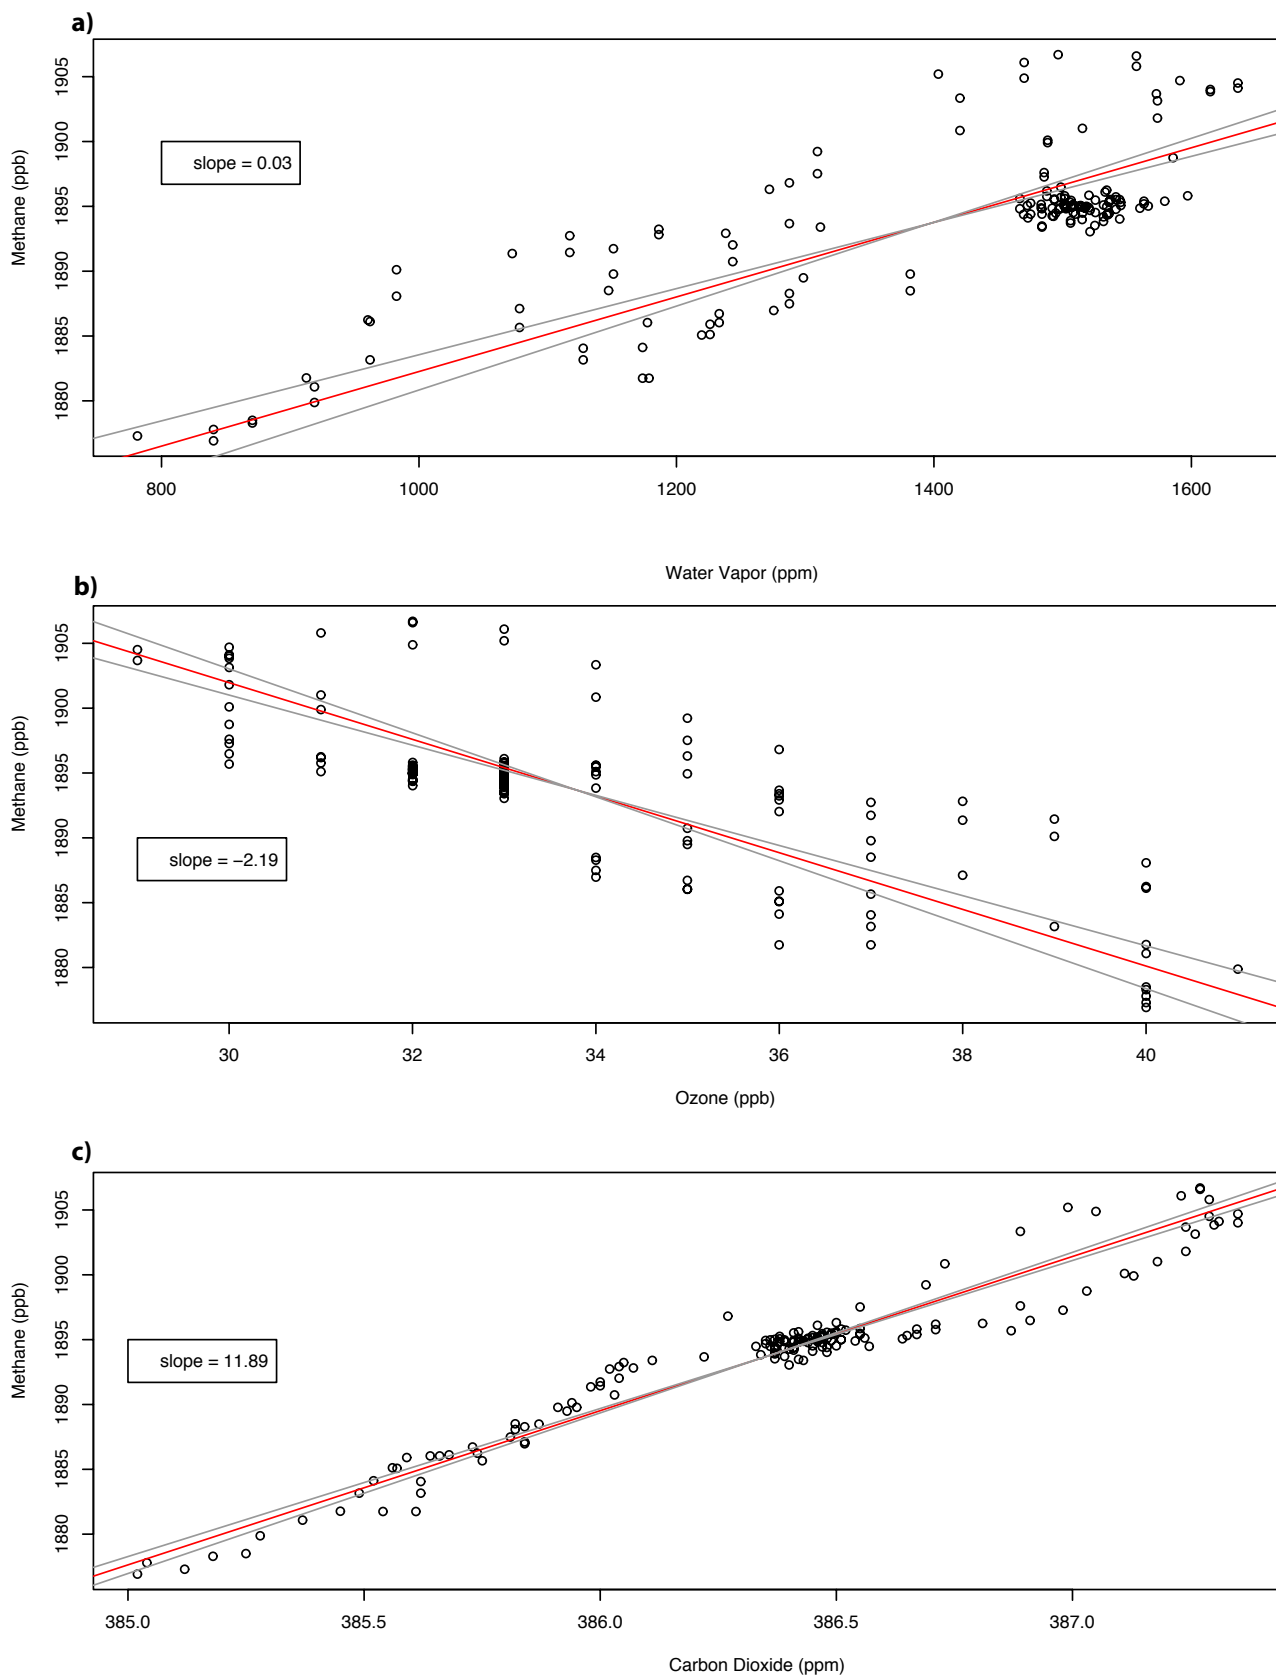 a)
1905
1900
1895
1890
1885
1880
Methane (ppb)
slope = 0.03
800 1000 1200 1400 1600
Water Vapor (ppm)
b)
1905
1900
1895
1890
1885
1880
Methane (ppb)
slope = −2.19
30 32 34 36 38 40
Ozone (ppb)
c)
1905
1900
1895
1890
1885
1880
Methane (ppb)
slope = 11.89
385.0 385.5 386.0 386.5 387.0
Carbon Dioxide (ppm)